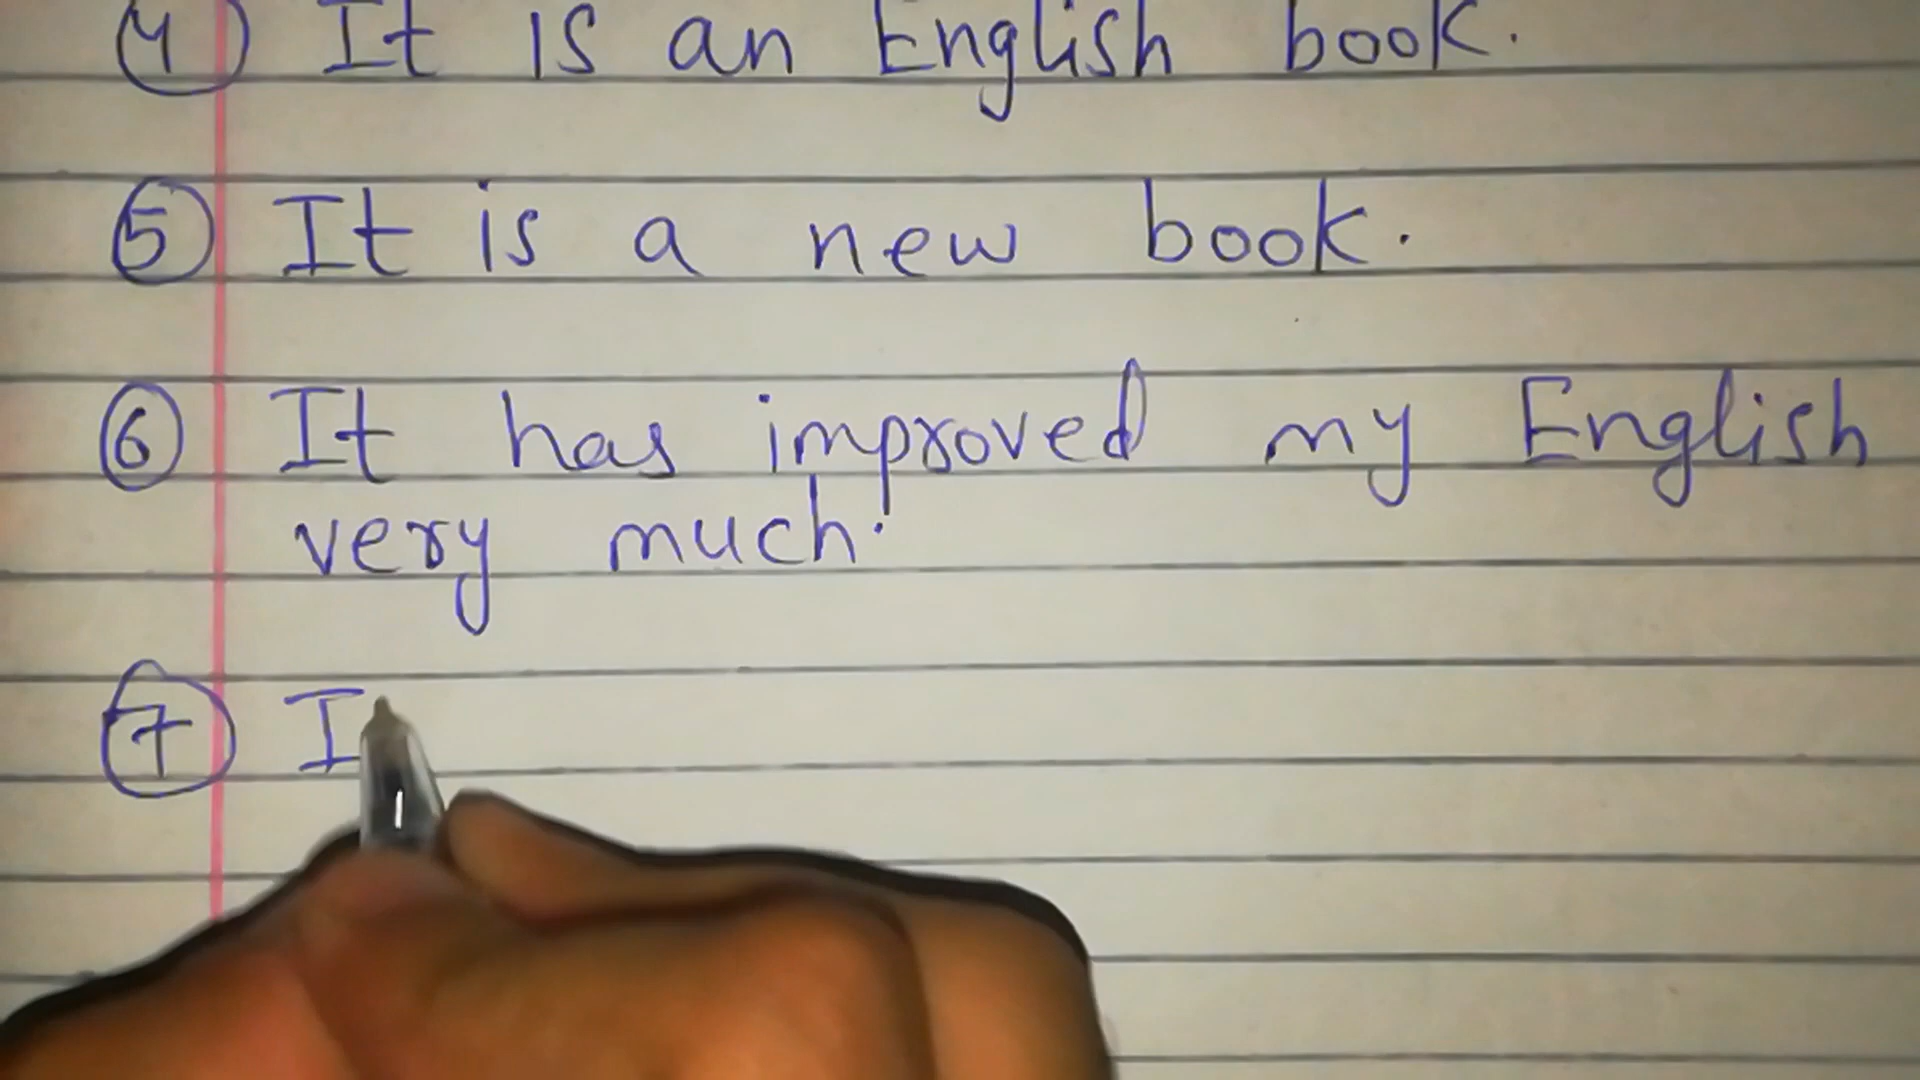 4 It is an English book.
5 It is a new book.
6 It has improved my English
very much.
7 I